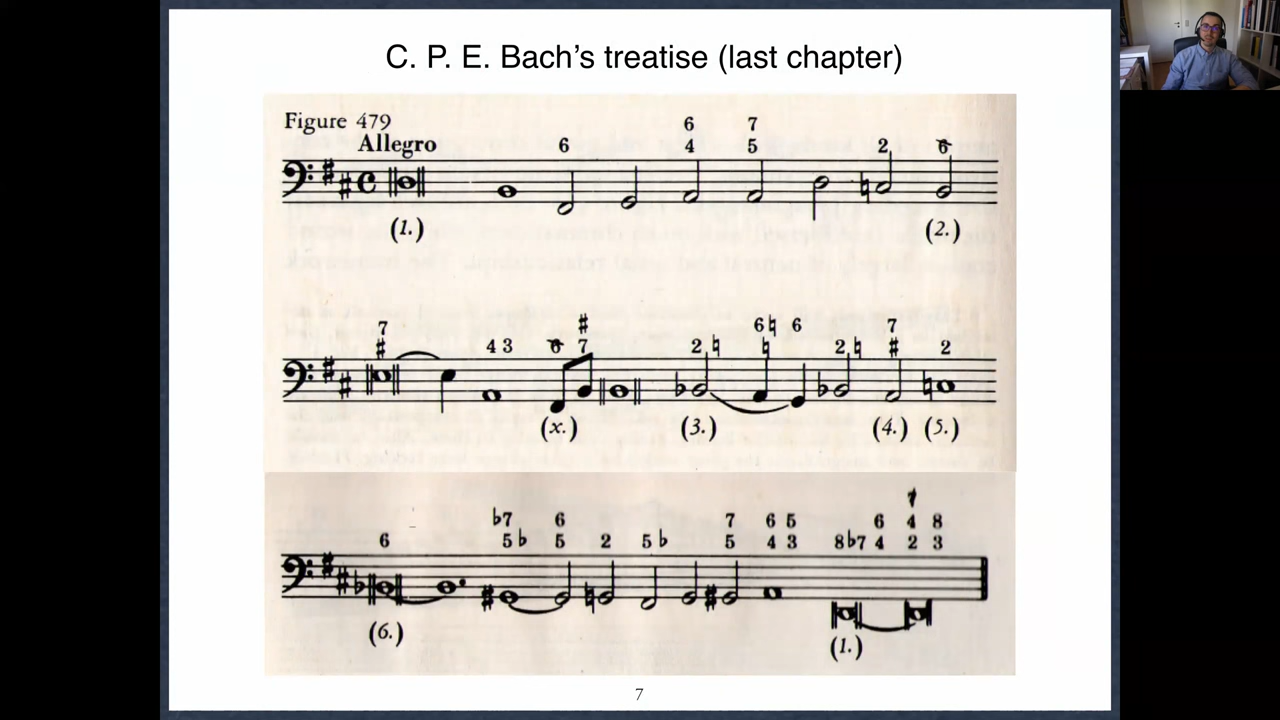 C. P. E. Bach’s treatise (last chapter)
Figure 479
Allegro
6 7
6 4 5 2 6
(1.) (2.)
7 ♯ 6♮ 6 7
♯ 4 3 6 7 2♮ ♮ 2♮ ♯ 2
(x.) (3.) (4.) (5.)
7
♭7 6 7 6 5 6 4 8
6 5♭ 5 2 5♭ 5 4 3 8♭7 4 2 3
(6.) (1.)
7